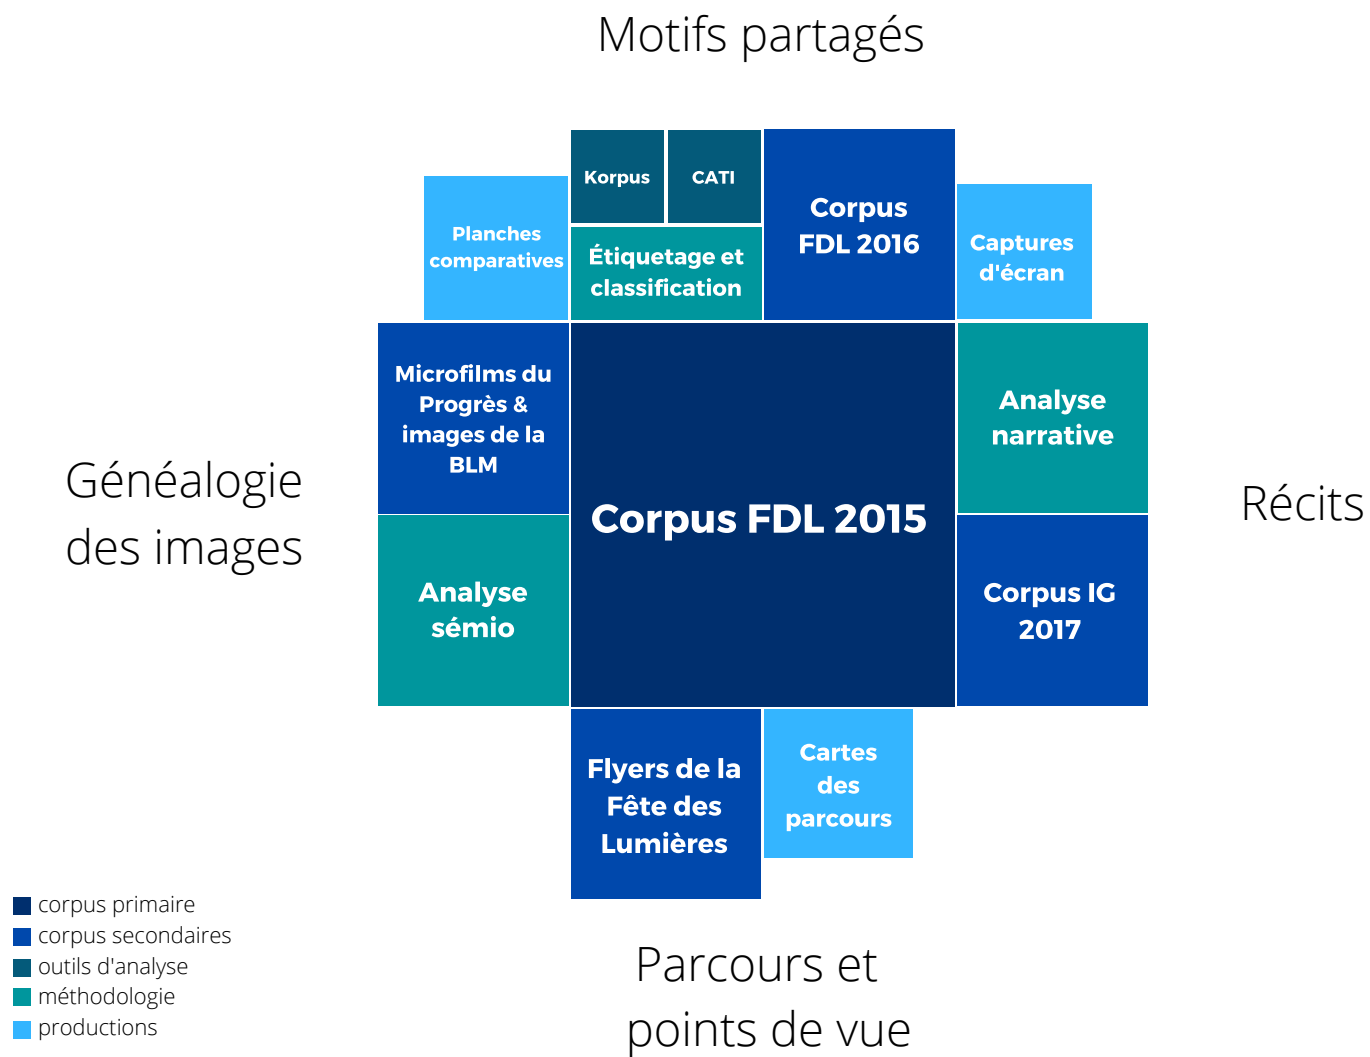 Motifs partagés
Korpus
CATI
Corpus
FDL 2016
Planches
comparatives
Étiquetage et
classification
Captures
d'écran
Microfilms du
Progrès &
images de la
BLM
Analyse
narrative
Généalogie
des images
Corpus FDL 2015
Récits
Analyse
sémio
Corpus IG
2017
Flyers de la
Fête des
Lumières
Cartes
des
parcours
corpus primaire
corpus secondaires
outils d'analyse
méthodologie
productions
Parcours et
points de vue